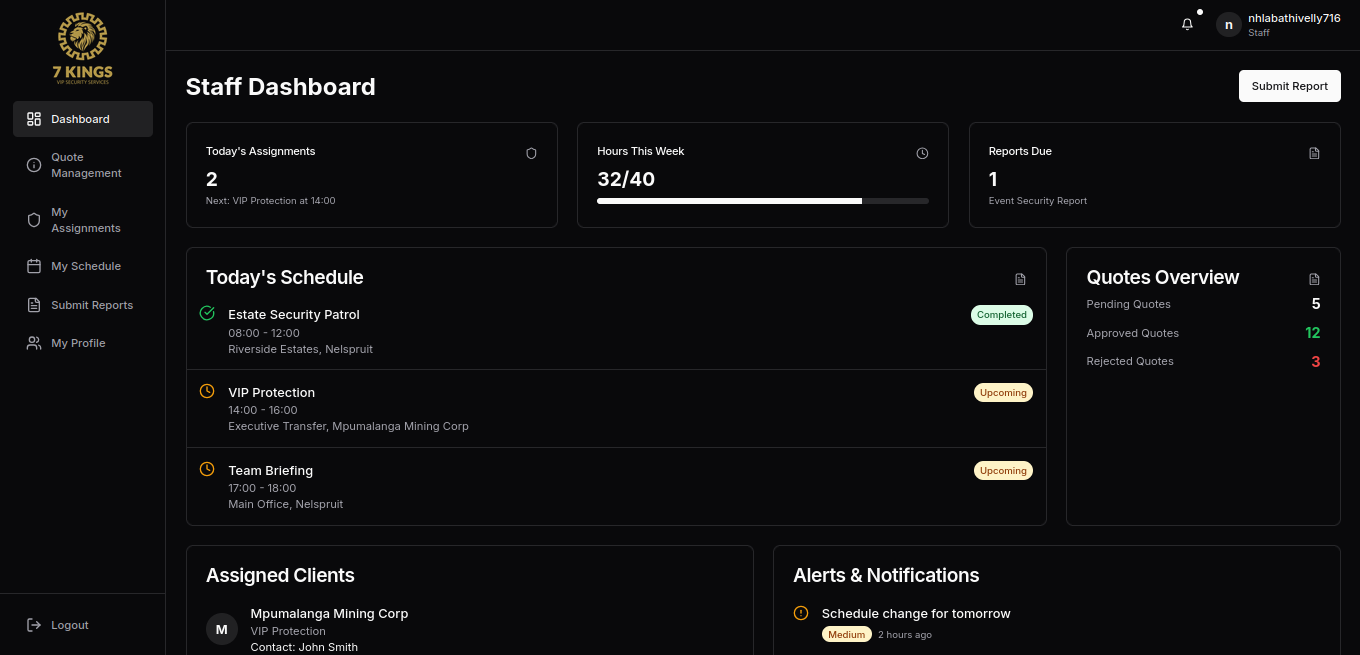 7 KINGS
VIP SECURITY SERVICES
Dashboard
Quote
Management
My
Assignments
My Schedule
Submit Reports
My Profile
Logout
n
nhlabathivelly716
Staff
Staff Dashboard
Submit Report
Today's Assignments
2
Next: VIP Protection at 14:00
Hours This Week
32/40
Reports Due
1
Event Security Report
Today's Schedule
Estate Security Patrol
Completed
08:00 - 12:00
Riverside Estates, Nelspruit
VIP Protection
Upcoming
14:00 - 16:00
Executive Transfer, Mpumalanga Mining Corp
Team Briefing
Upcoming
17:00 - 18:00
Main Office, Nelspruit
Quotes Overview
Pending Quotes 5
Approved Quotes 12
Rejected Quotes 3
Assigned Clients
M
Mpumalanga Mining Corp
VIP Protection
Contact: John Smith
Alerts & Notifications
Schedule change for tomorrow
Medium 2 hours ago